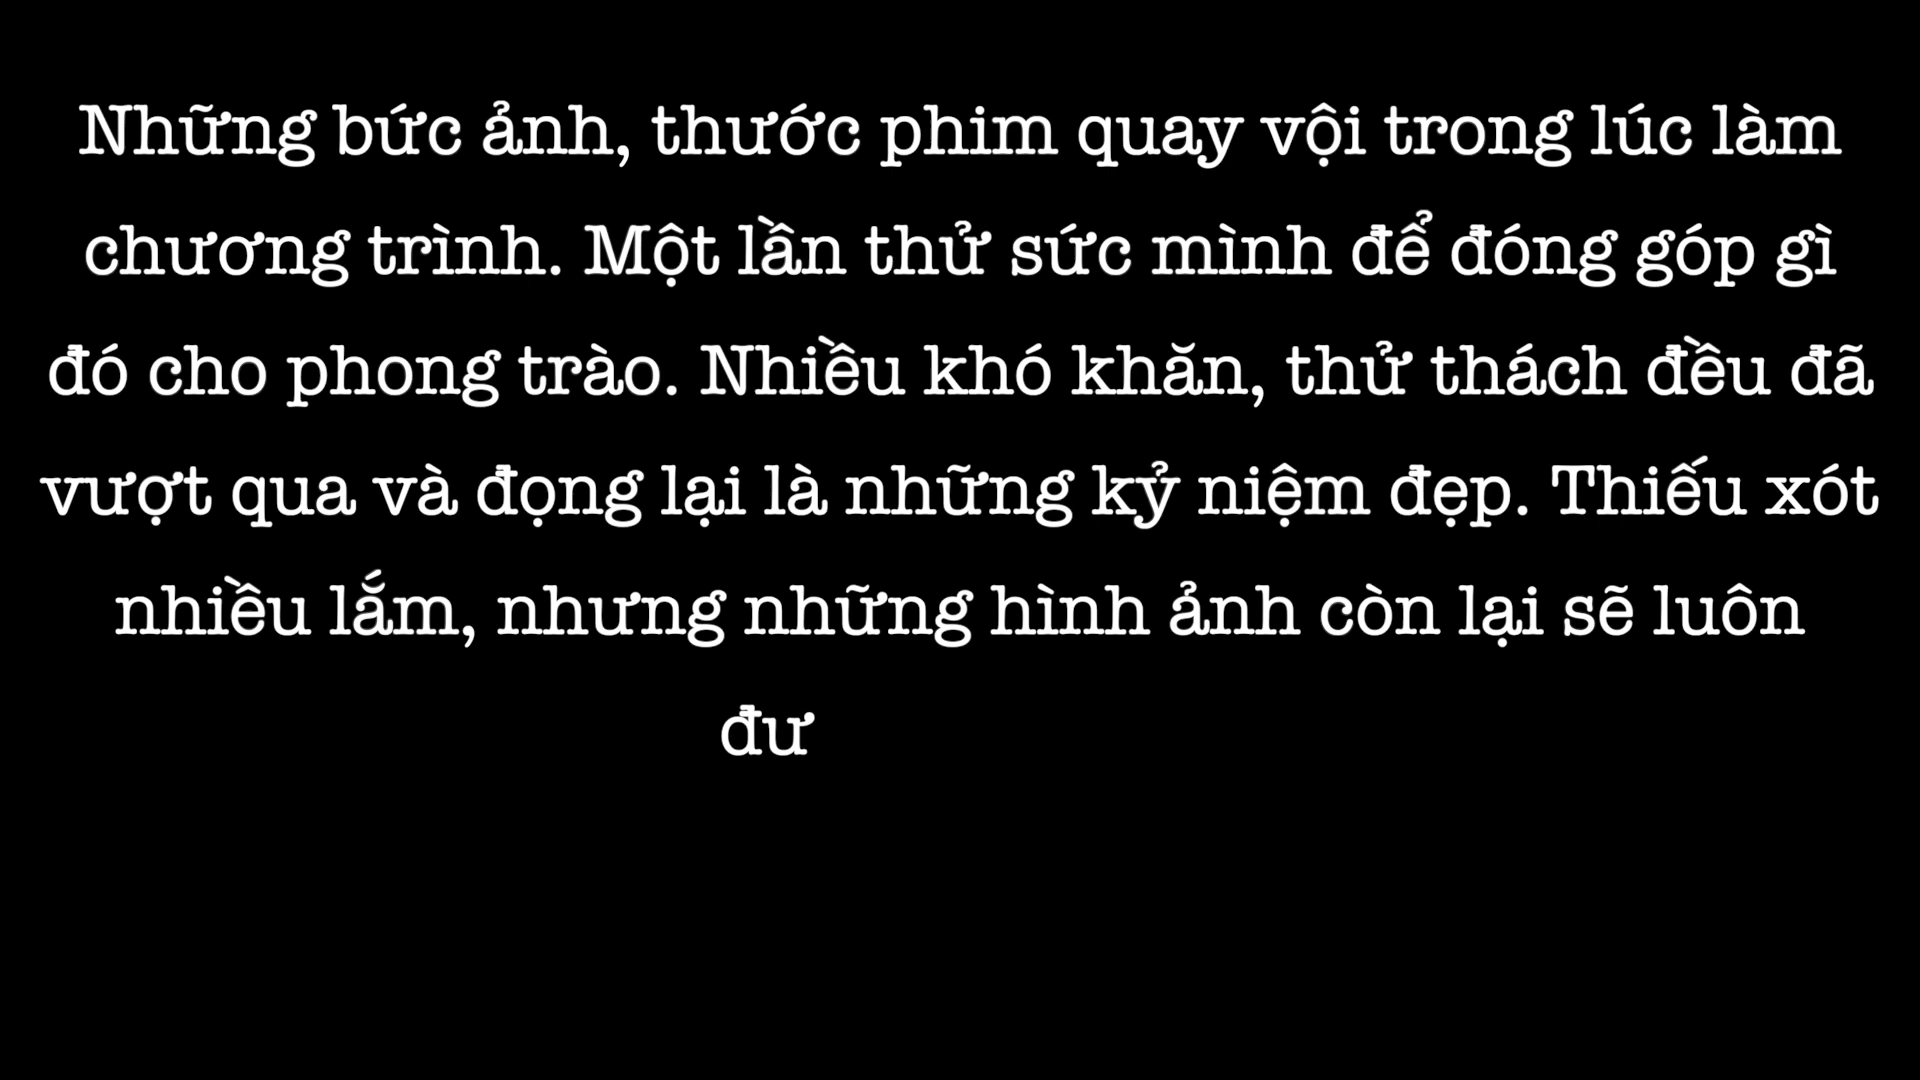 Những bức ảnh, thước phim quay vội trong lúc làm
chương trình. Một lần thử sức mình để đóng góp gì
đó cho phong trào. Nhiều khó khăn, thử thách đều đã
vượt qua và đọng lại là những kỷ niệm đẹp. Thiếu xót
nhiều lắm, nhưng những hình ảnh còn lại sẽ luôn
đư